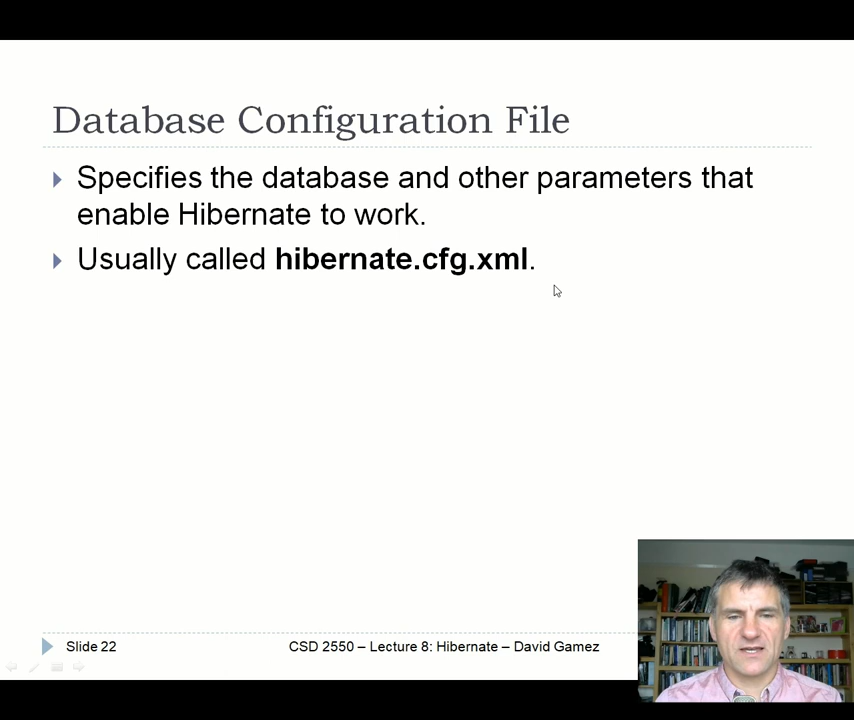 Database Configuration File
Specifies the database and other parameters that
enable Hibernate to work.
Usually called hibernate.cfg.xml.
Slide 22
CSD 2550 – Lecture 8: Hibernate – David Gamez